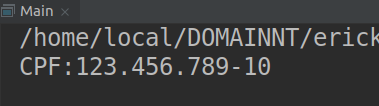 Main
/home/local/DOMAINNT/erick
CPF:123.456.789-10